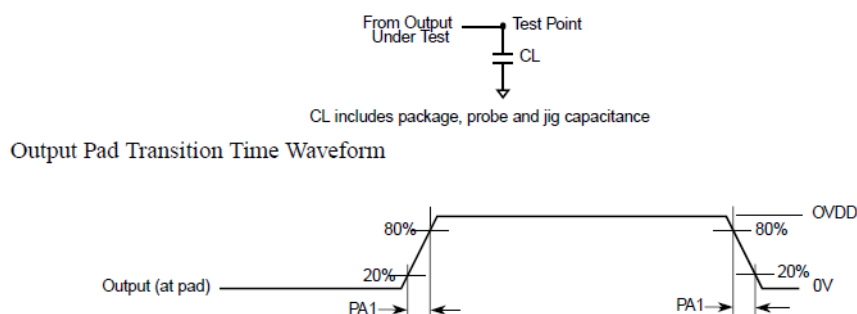 From Output
Under Test
Test Point
CL
CL includes package, probe and jig capacitance
Output Pad Transition Time Waveform
OVDD
80%
80%
20%
20%
Output (at pad)
0V
PA1
PA1